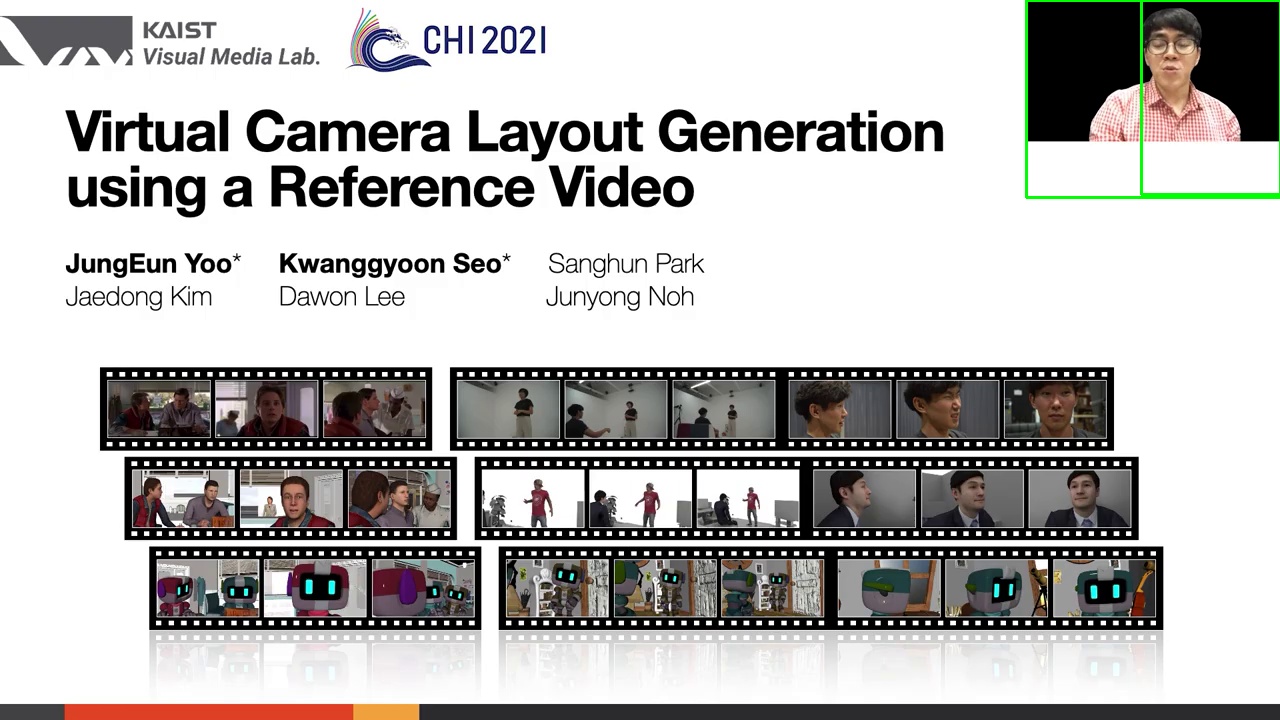 KAIST
Visual Media Lab.
CHI 2021
Virtual Camera Layout Generation
using a Reference Video
JungEun Yoo* Kwanggyoon Seo* Sanghun Park
Jaedong Kim Dawon Lee Junyong Noh